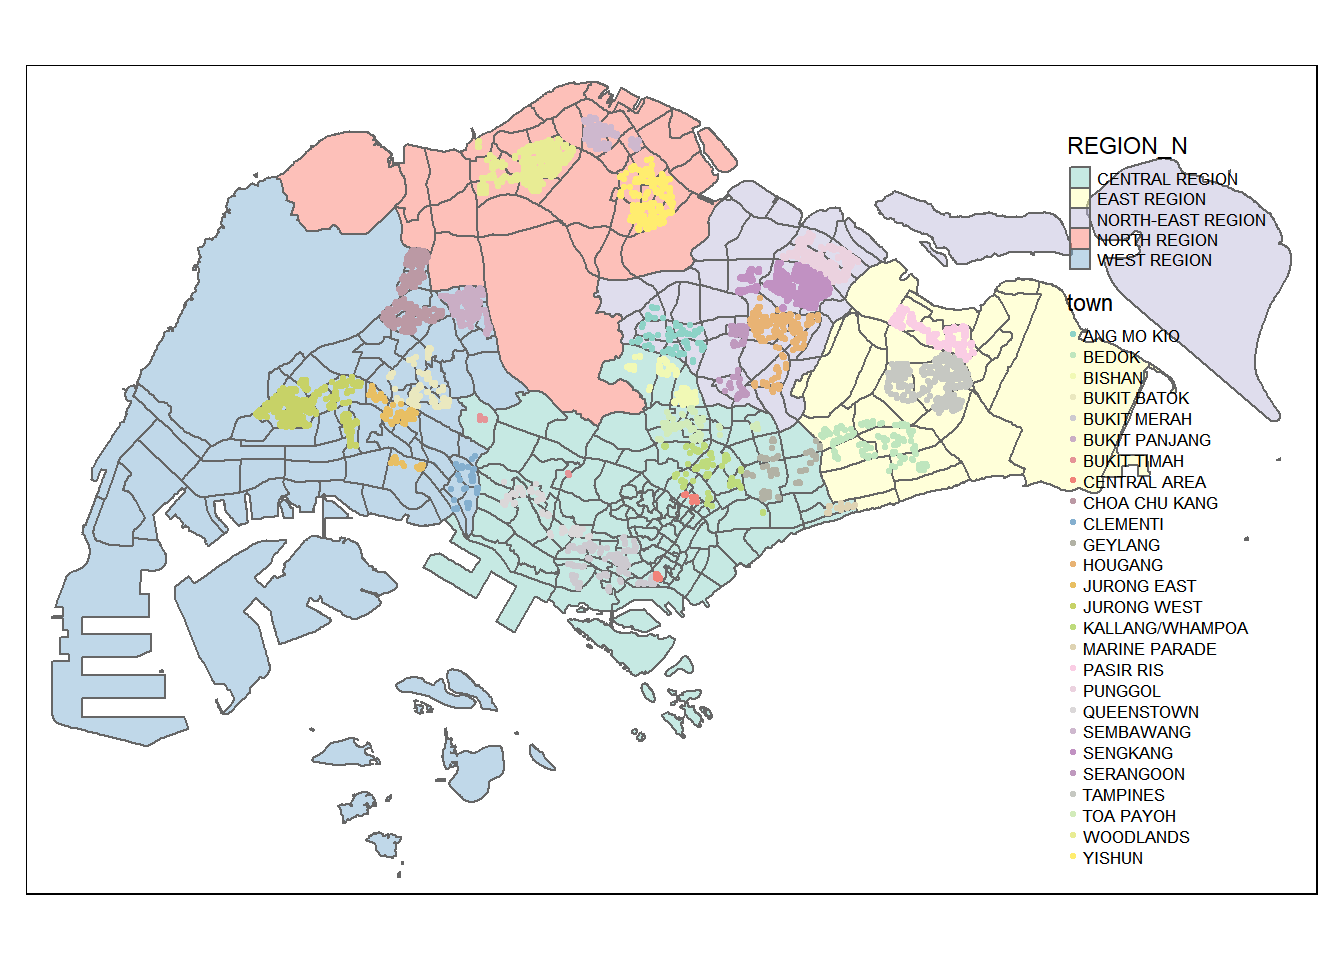 REGION_N
CENTRAL REGION
EAST REGION
NORTH-EAST REGION
NORTH REGION
WEST REGION
town
ANG MO KIO
BEDOK
BISHAN
BUKIT BATOK
BUKIT MERAH
BUKIT PANJANG
BUKIT TIMAH
CENTRAL AREA
CHOA CHU KANG
CLEMENTI
GEYLANG
HOUGANG
JURONG EAST
JURONG WEST
KALLANG/WHAMPOA
MARINE PARADE
PASIR RIS
PUNGGOL
QUEENSTOWN
SEMBAWANG
SENGKANG
SERANGOON
TAMPINES
TOA PAYOH
WOODLANDS
YISHUN